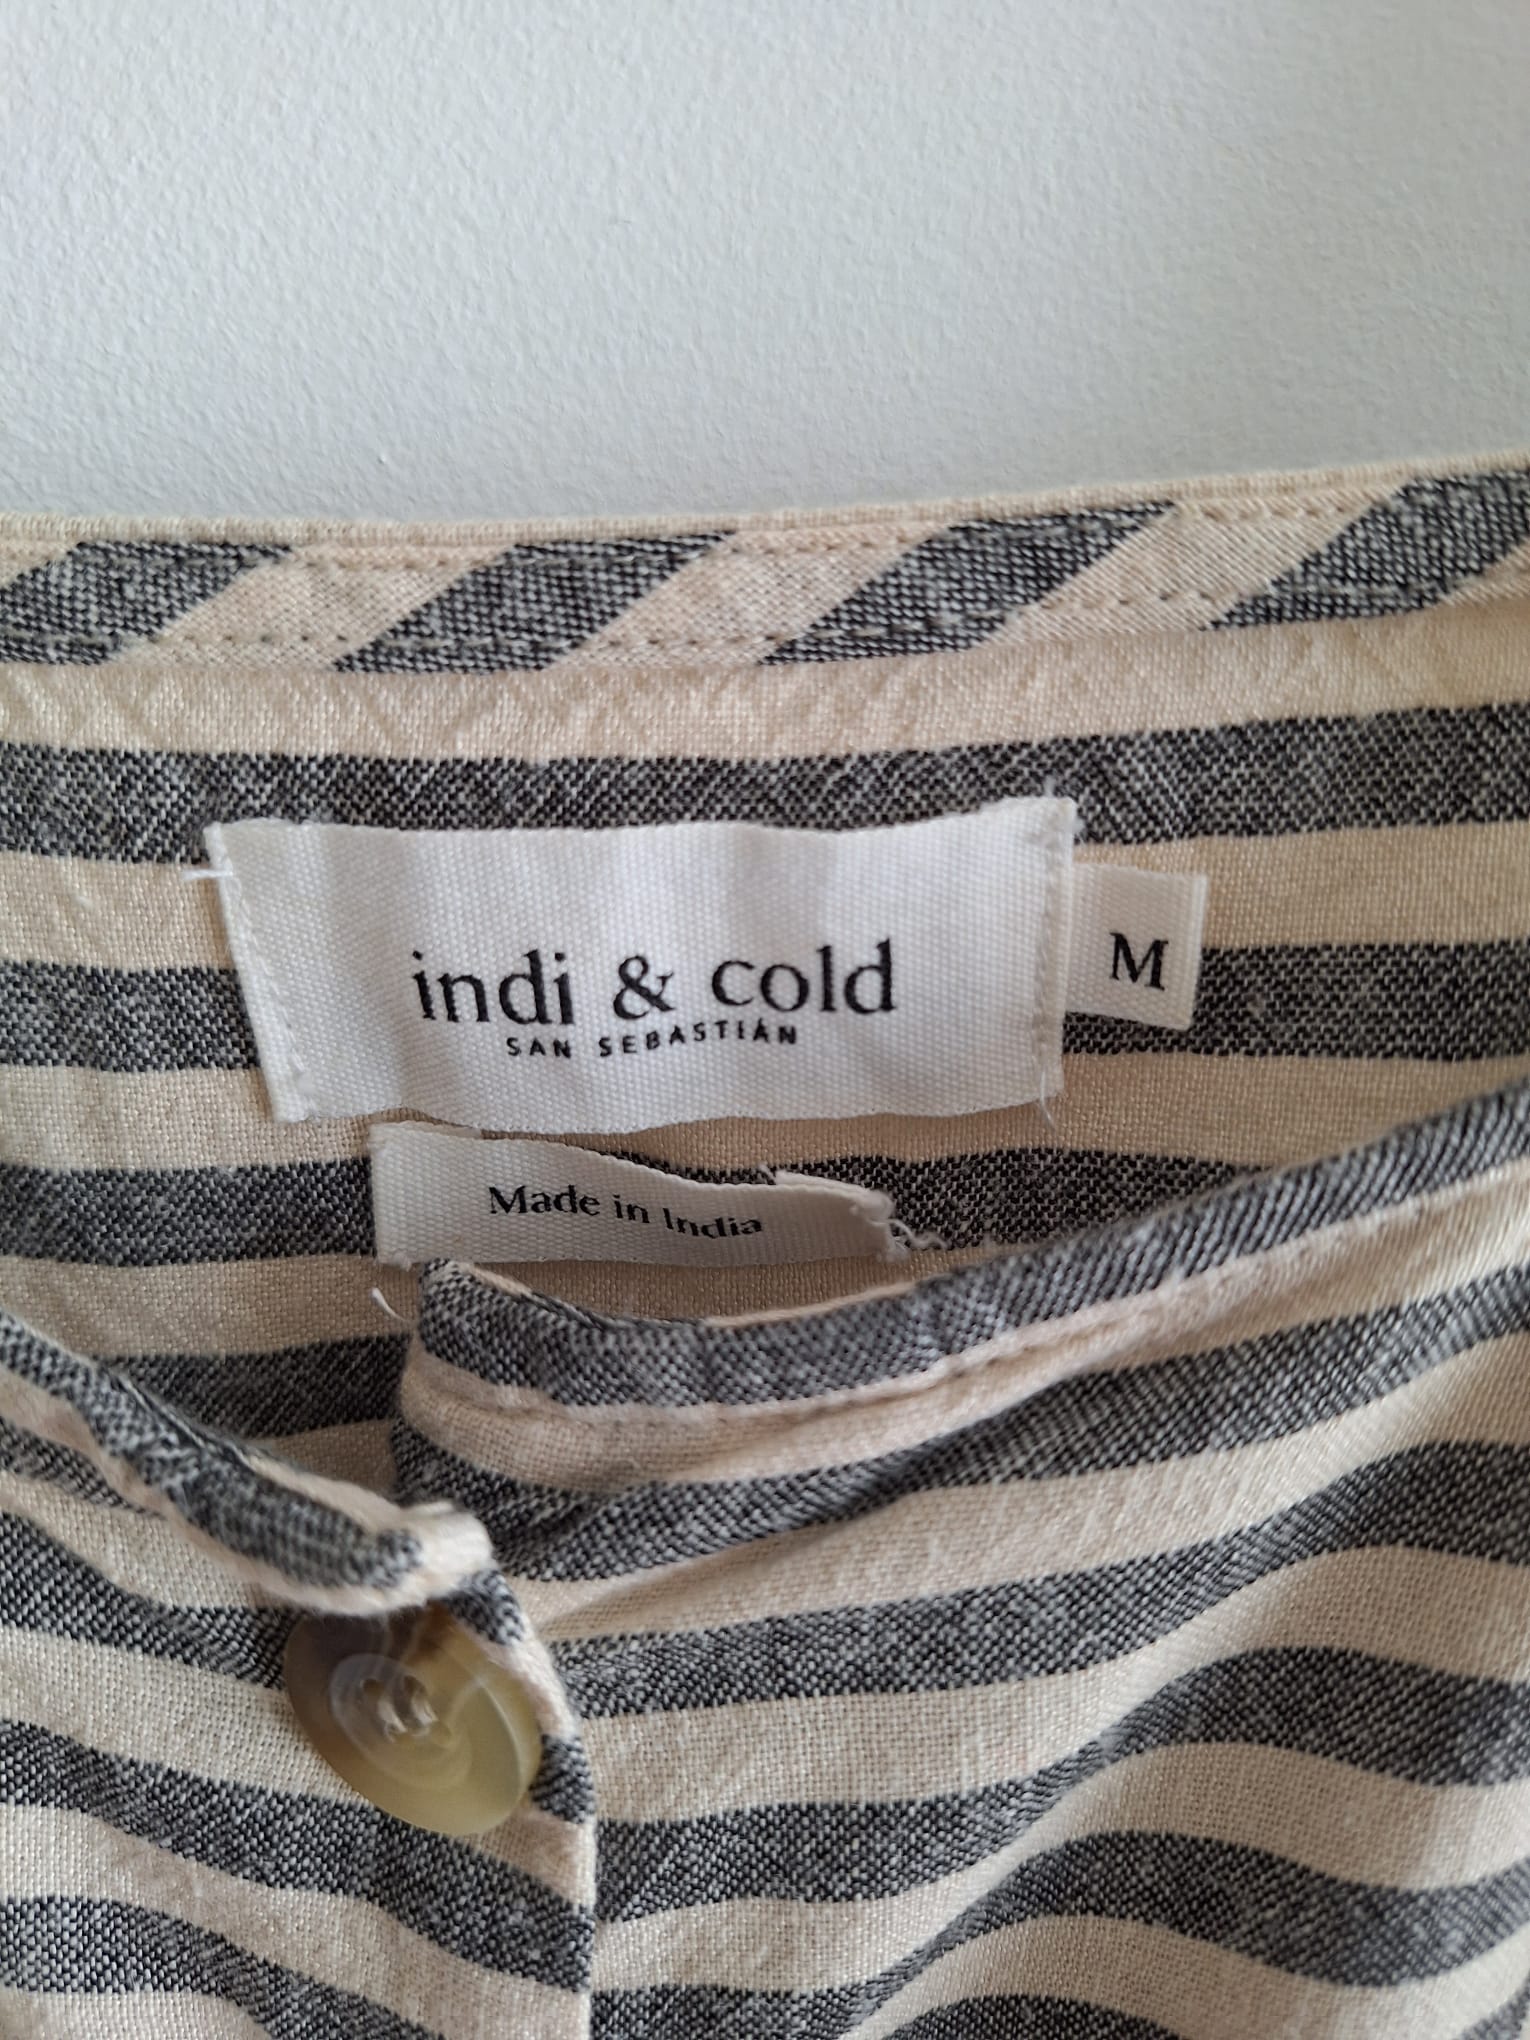 indi & cold
SAN SEBASTIÁN
M
Made in India